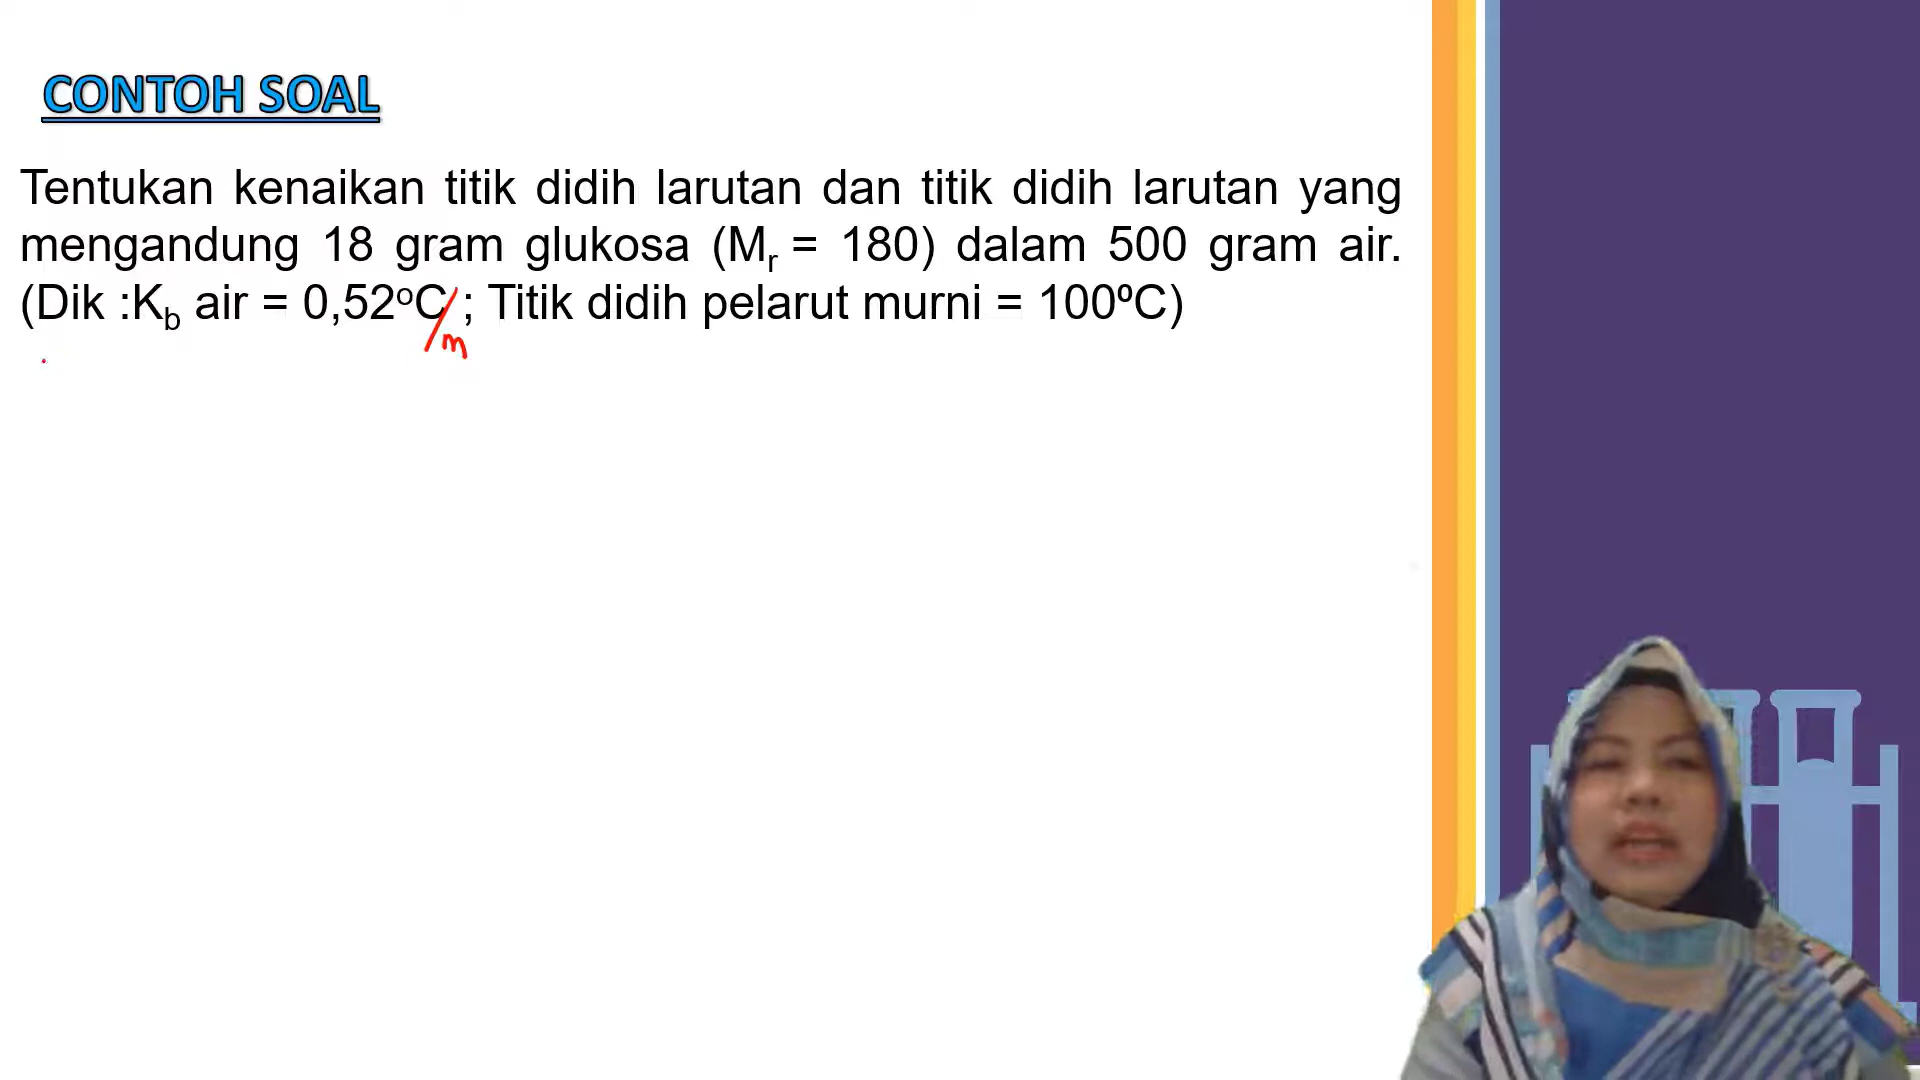 CONTOH SOAL
Tentukan kenaikan titik didih larutan dan titik didih larutan yang
mengandung 18 gram glukosa (Mr = 180) dalam 500 gram air.
(Dik :Kb air = 0,52ºC/m ; Titik didih pelarut murni = 100ºC)